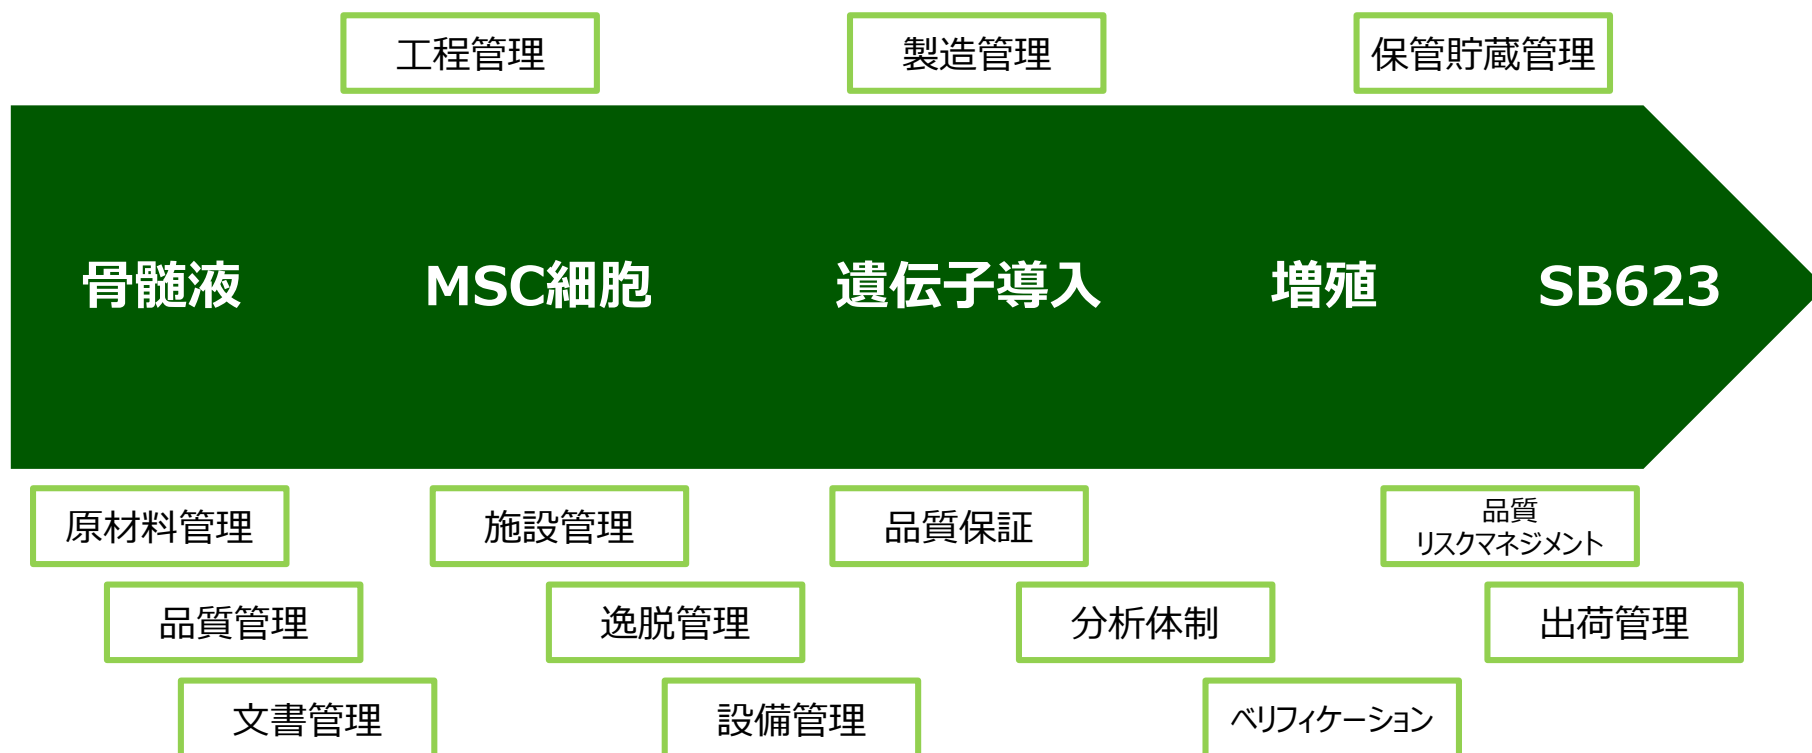 工程管理
製造管理
保管貯蔵管理
骨髄液
MSC細胞
遺伝子導入
増殖
SB623
原材料管理
施設管理
品質保証
品質
リスクマネジメント
品質管理
逸脱管理
分析体制
出荷管理
文書管理
設備管理
ベリフィケーション